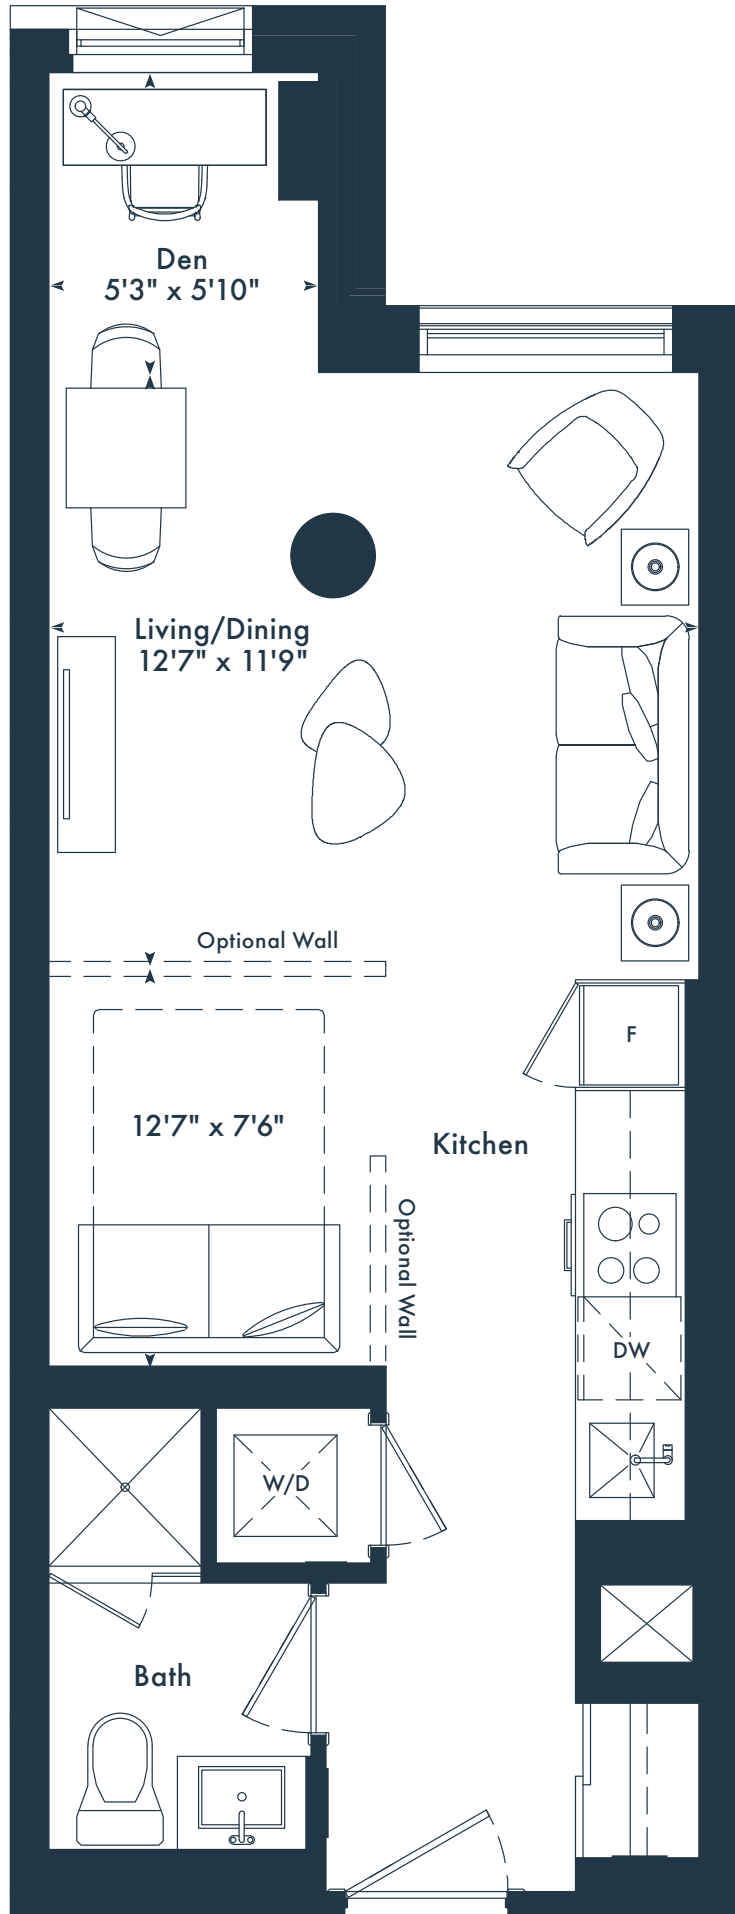 Den
5'3" x 5'10"
Living/Dining
12'7" x 11'9"
Optional Wall
F
12'7" x 7'6"
Kitchen
Optional Wall
DW
W/D
Bath